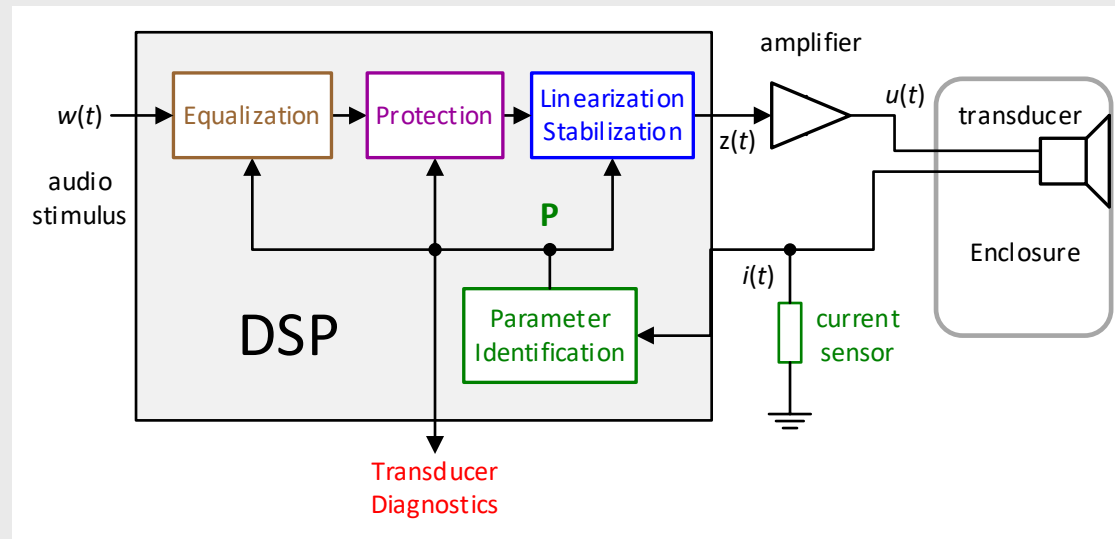 amplifier
Equalization
Protection
Linearization
Stabilization
w(t)
z(t)
u(t)
transducer
audio
stimulus
P
Enclosure
i(t)
DSP
Parameter
Identification
current
sensor
Transducer
Diagnostics